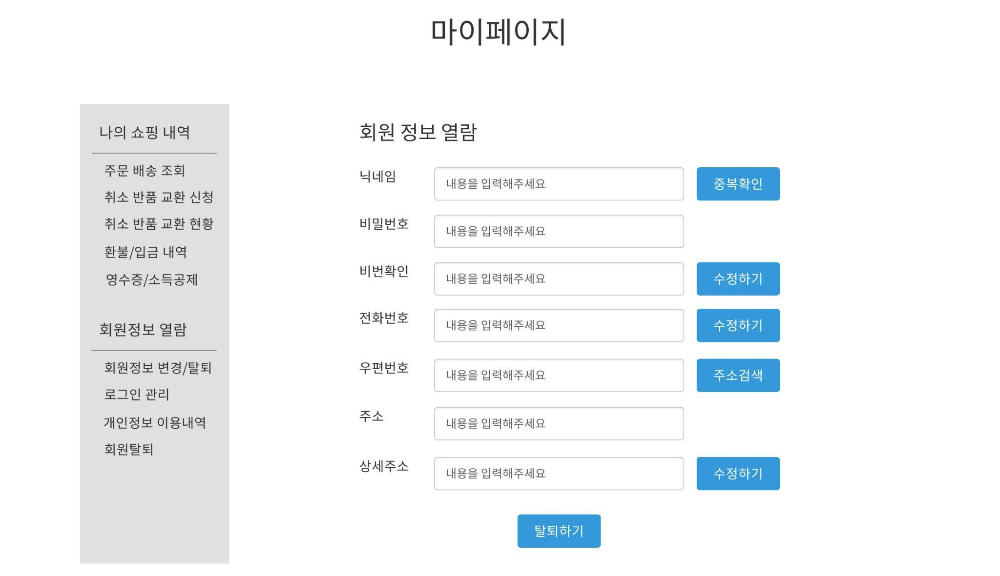 마이페이지
나의 쇼핑 내역
주문 배송 조회
취소 반품 교환 신청
취소 반품 교환 현황
환불/입금 내역
영수증/소득공제
회원정보 열람
회원정보 변경/탈퇴
로그인 관리
개인정보 이용내역
회원탈퇴
회원 정보 열람
닉네임 내용을 입력해주세요 중복확인
비밀번호 내용을 입력해주세요
비번확인 내용을 입력해주세요 수정하기
전화번호 내용을 입력해주세요 수정하기
우편번호 내용을 입력해주세요 주소검색
주소 내용을 입력해주세요
상세주소 내용을 입력해주세요 수정하기
탈퇴하기